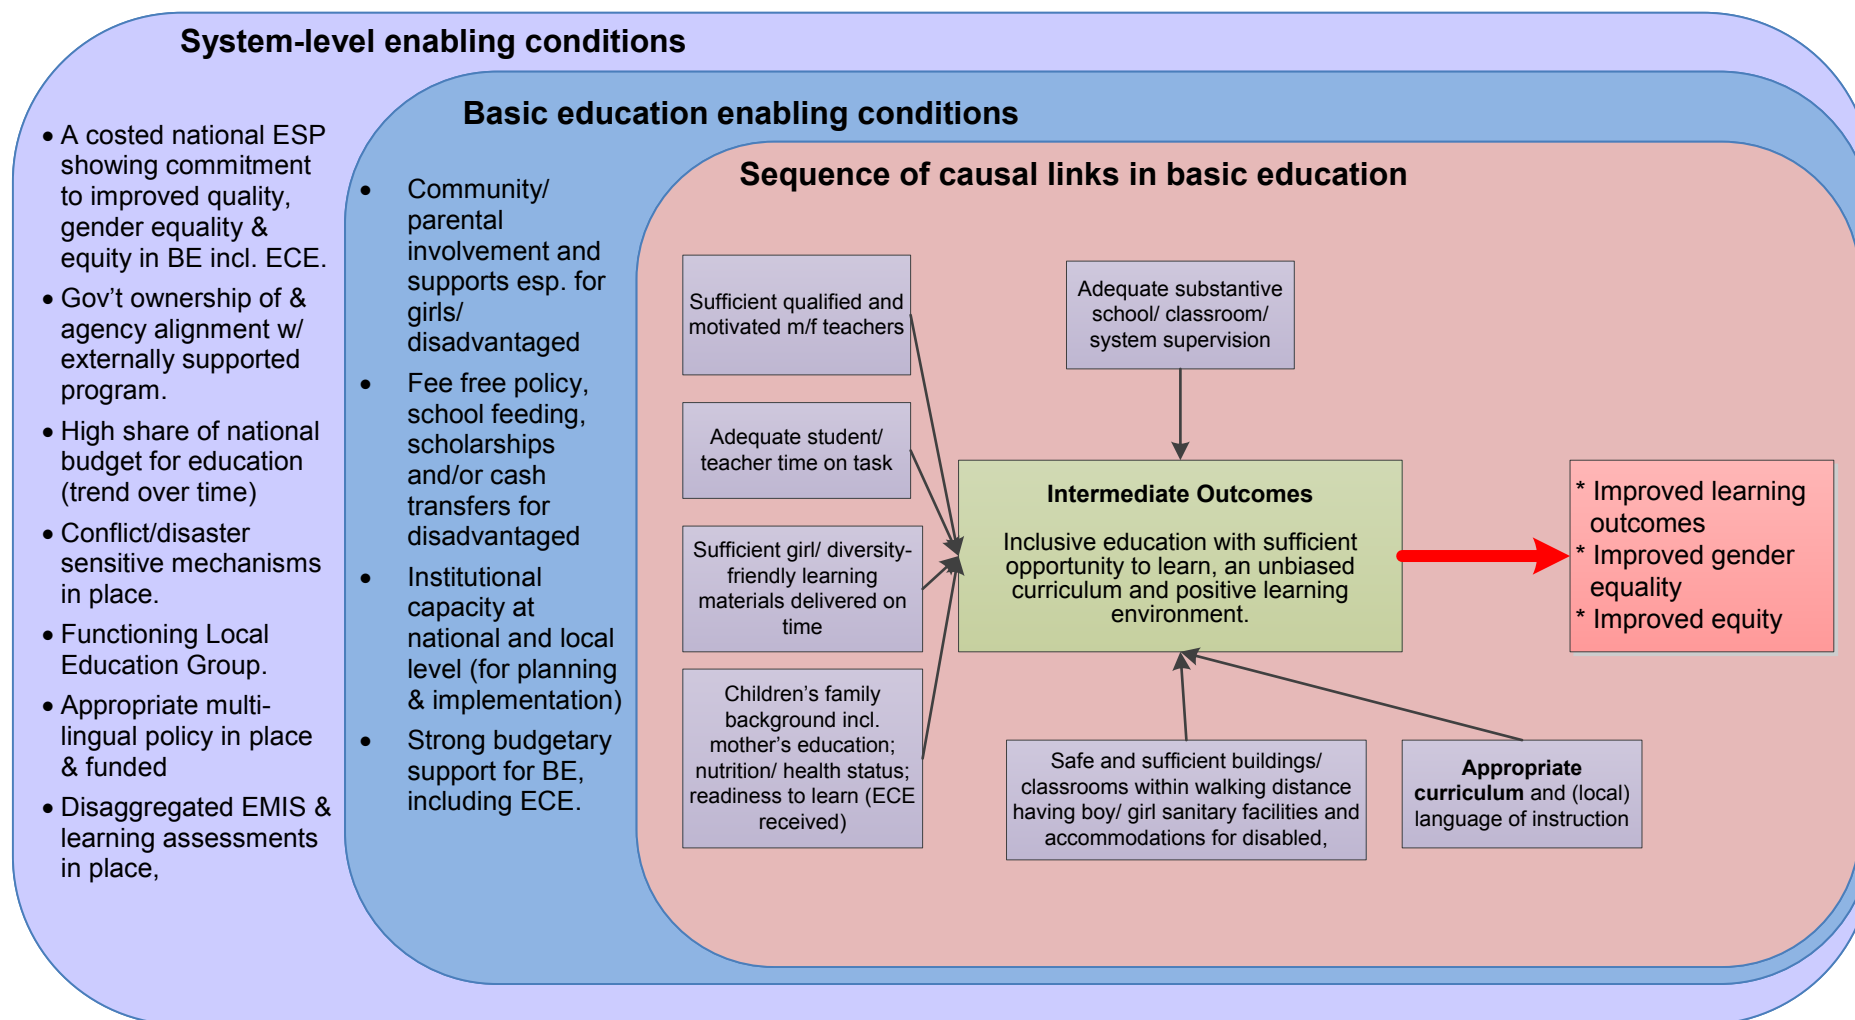 System-level enabling conditions
• A costed national ESP
showing commitment
to improved quality,
gender equality &
equity in BE incl. ECE.
• Gov’t ownership of &
agency alignment w/
externally supported
program.
• High share of national
budget for education
(trend over time)
• Conflict/disaster
sensitive mechanisms
in place.
• Functioning Local
Education Group.
• Appropriate multi-
lingual policy in place
& funded
• Disaggregated EMIS &
learning assessments
in place,
Basic education enabling conditions
• Community/
parental
involvement and
supports esp. for
girls/
disadvantaged
• Fee free policy,
school feeding,
scholarships
and/or cash
transfers for
disadvantaged
• Institutional
capacity at
national and local
level (for planning
& implementation)
• Strong budgetary
support for BE,
including ECE.
Sequence of causal links in basic education
Sufficient qualified and
motivated m/f teachers
Adequate student/
teacher time on task
Sufficient girl/ diversity-
friendly learning
materials delivered on
time
Children’s family
background incl.
mother’s education;
nutrition/ health status;
readiness to learn (ECE
received)
Adequate substantive
school/ classroom/
system supervision
Intermediate Outcomes
Inclusive education with sufficient
opportunity to learn, an unbiased
curriculum and positive learning
environment.
Safe and sufficient buildings/
classrooms within walking distance
having boy/ girl sanitary facilities and
accommodations for disabled,
Appropriate
curriculum and (local)
language of instruction
* Improved learning
outcomes
* Improved gender
equality
* Improved equity